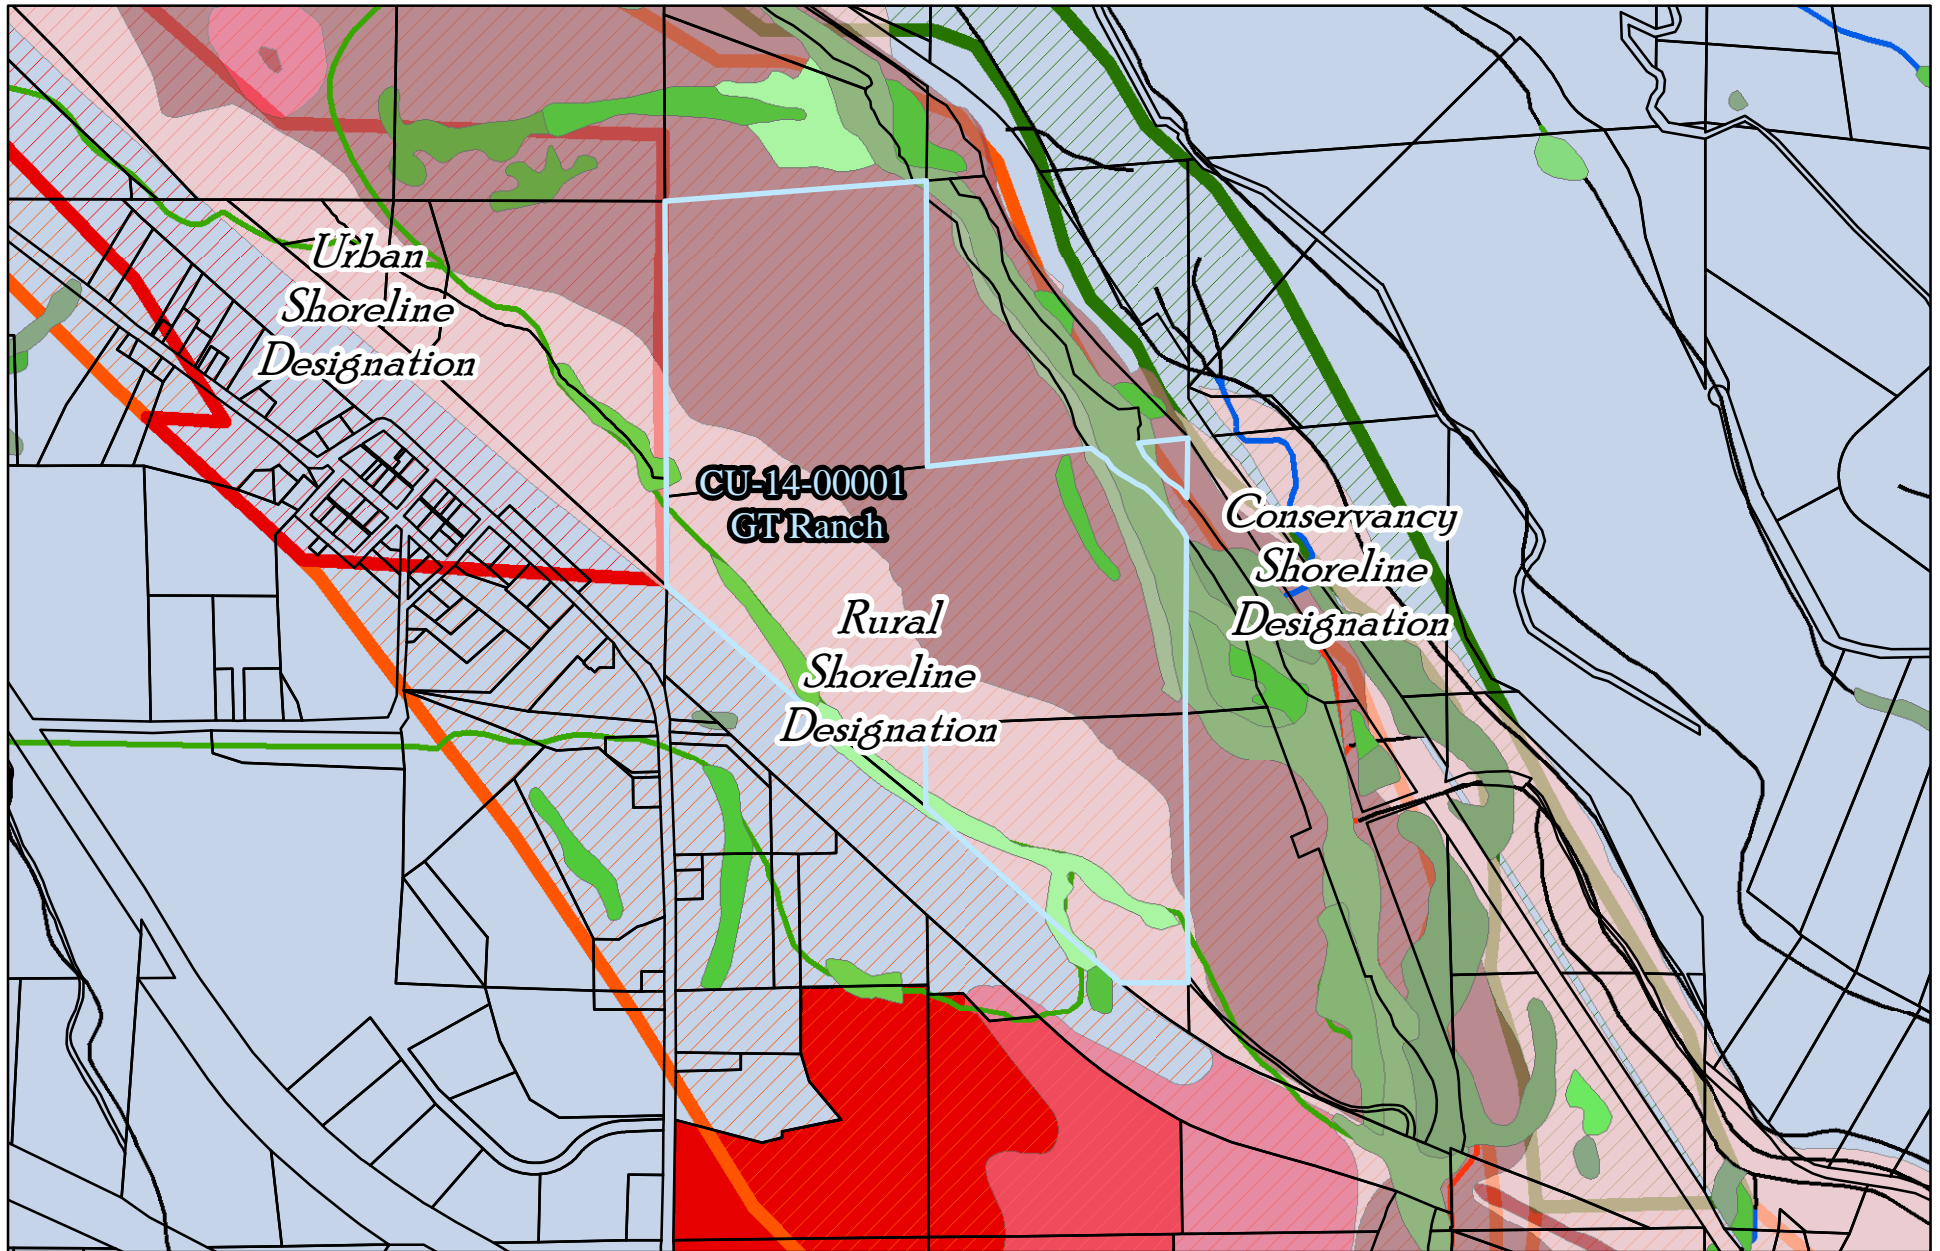 Urban
Shoreline
Designation
CU-14-00001
GT Ranch
Conservancy
Shoreline
Designation
Rural
Shoreline
Designation